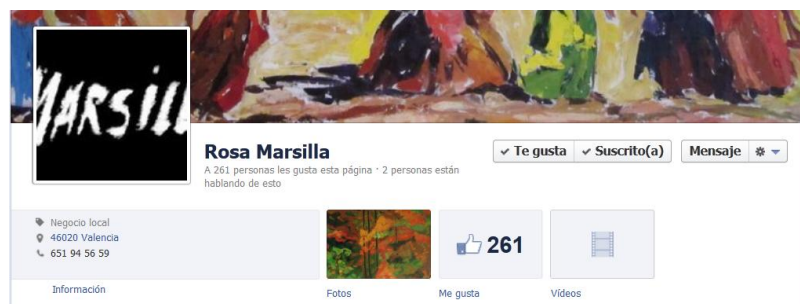 MARSILL
Rosa Marsilla
A 261 personas les gusta esta página · 2 personas están
hablando de esto
Te gusta
Suscrito(a)
Mensaje
Negocio local
46020 Valencia
651 94 56 59
Información
261
Fotos
Me gusta
Vídeos